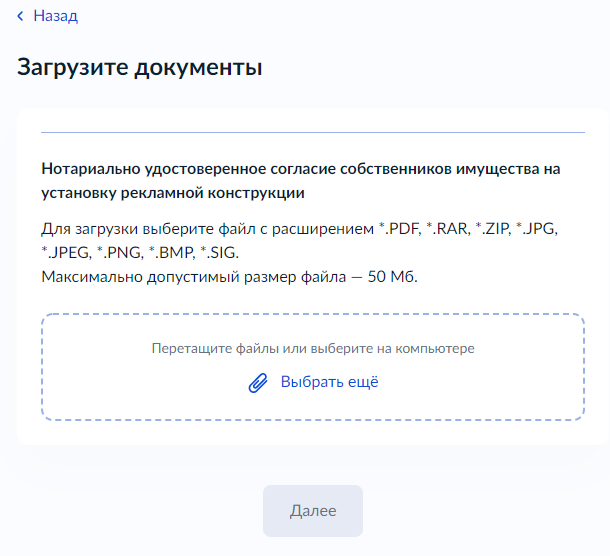 Назад
Загрузите документы
Нотариально удостоверенное согласие собственников имущества на
установку рекламной конструкции
Для загрузки выберите файл с расширением *.PDF, *.RAR, *.ZIP, *.JPG,
*.JPEG, *.PNG, *.BMP, *.SIG.
Максимально допустимый размер файла — 50 Мб.
Перетащите файлы или выберите на компьютере
Выбрать ещё
Далее